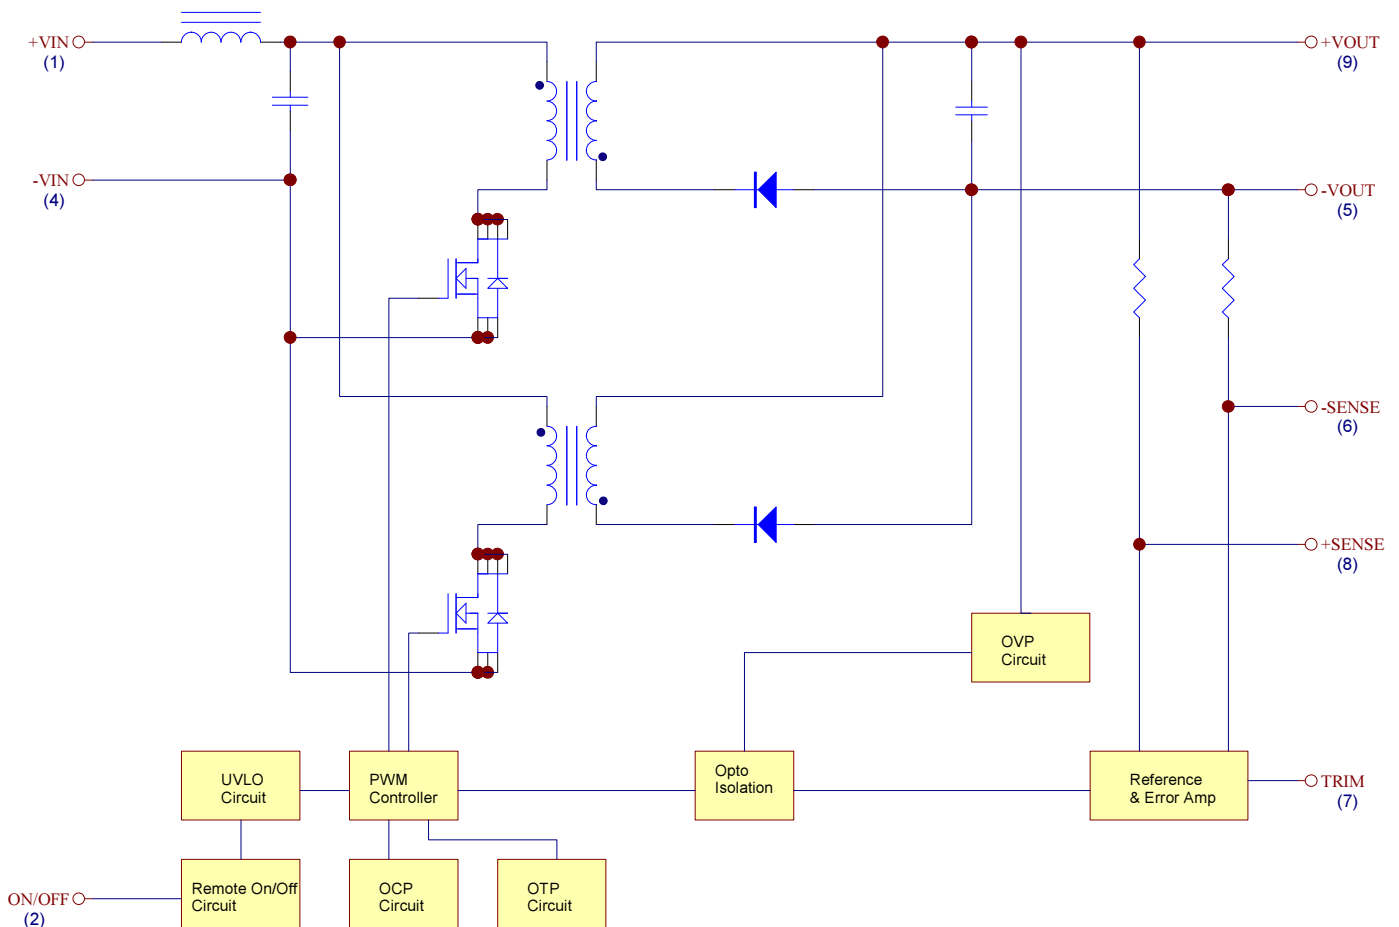 +VIN
(1)
+VOUT
(9)
-VIN
(4)
-VOUT
(5)
-SENSE
(6)
+SENSE
(8)
OVP
Circuit
UVLO
Circuit
PWM
Controller
Opto
Isolation
Reference
& Error Amp
TRIM
(7)
ON/OFF
(2)
Remote On/Off
Circuit
OCP
Circuit
OTP
Circuit